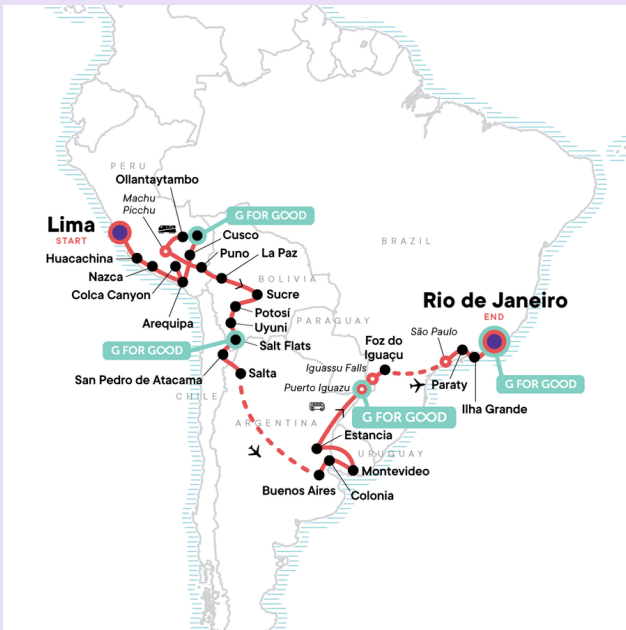 PERU
Ollantaytambo
Machu
Picchu
G FOR GOOD
Lima
START
Cusco
BRAZIL
Huacachina
Puno
La Paz
Nazca
BOLIVIA
Colca Canyon
Sucre
Rio de Janeiro
END
Potosí
Arequipa
PARAGUAY
Uyuni
São Paulo
Foz do
Iguaçu
G FOR GOOD
Salt Flats
Iguassu Falls
San Pedro de Atacama
Salta
Puerto Iguazu
Paraty
G FOR GOOD
CHILE
Ilha Grande
G FOR GOOD
ARGENTINA
Estancia
URUGUAY
Montevideo
Buenos Aires
Colonia